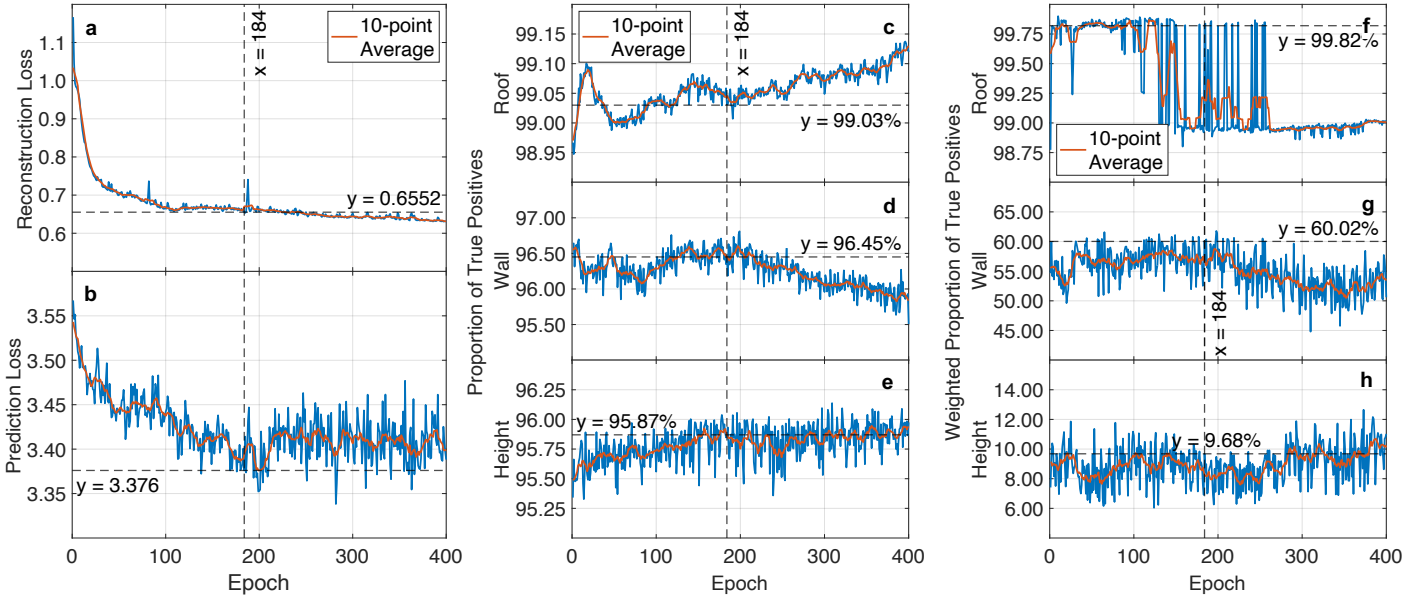 a
10-point
Average
x = 184
1.1
1.0
0.9
0.8
0.7
0.6
Reconstruction Loss
y = 0.6552
b
3.55
3.50
3.45
3.40
3.35
Prediction Loss
y = 3.376
0 100 200 300 400
Epoch
Proportion of True Positives
10-point
Average
c
x = 184
99.15
99.10
99.05
99.00
98.95
Roof
y = 99.03%
d
97.00
96.50
96.00
95.50
Wall
y = 96.45%
e
96.25
96.00
95.75
95.50
95.25
Height
y = 95.87%
0 100 200 300 400
Epoch
Weighted Proportion of True Positives
f
99.75
99.50
99.25
99.00
98.75
Roof
y = 99.82%
10-point
Average
g
65.00
60.00
55.00
50.00
45.00
Wall
y = 60.02%
x = 184
h
14.00
12.00
10.00
8.00
6.00
Height
y = 9.68%
0 100 200 300 400
Epoch